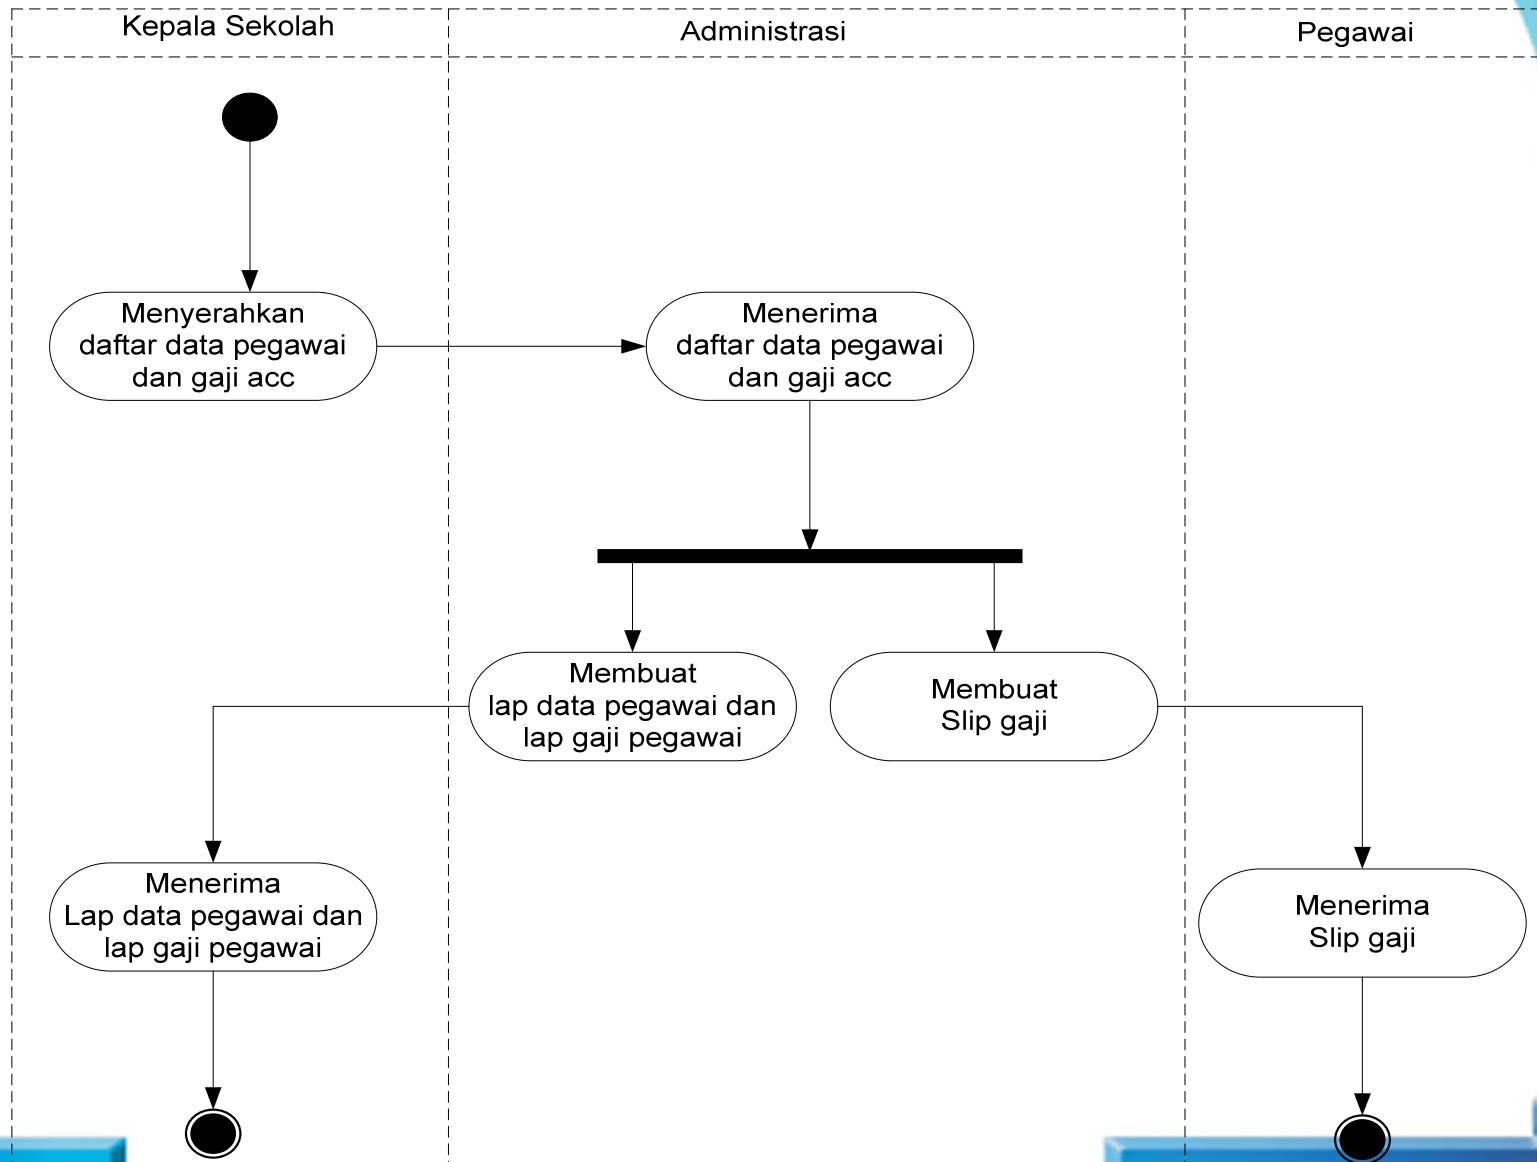 Kepala Sekolah
Administrasi
Pegawai
Menyerahkan
daftar data pegawai
dan gaji acc
Menerima
daftar data pegawai
dan gaji acc
Membuat
lap data pegawai dan
lap gaji pegawai
Membuat
Slip gaji
Menerima
Lap data pegawai dan
lap gaji pegawai
Menerima
Slip gaji